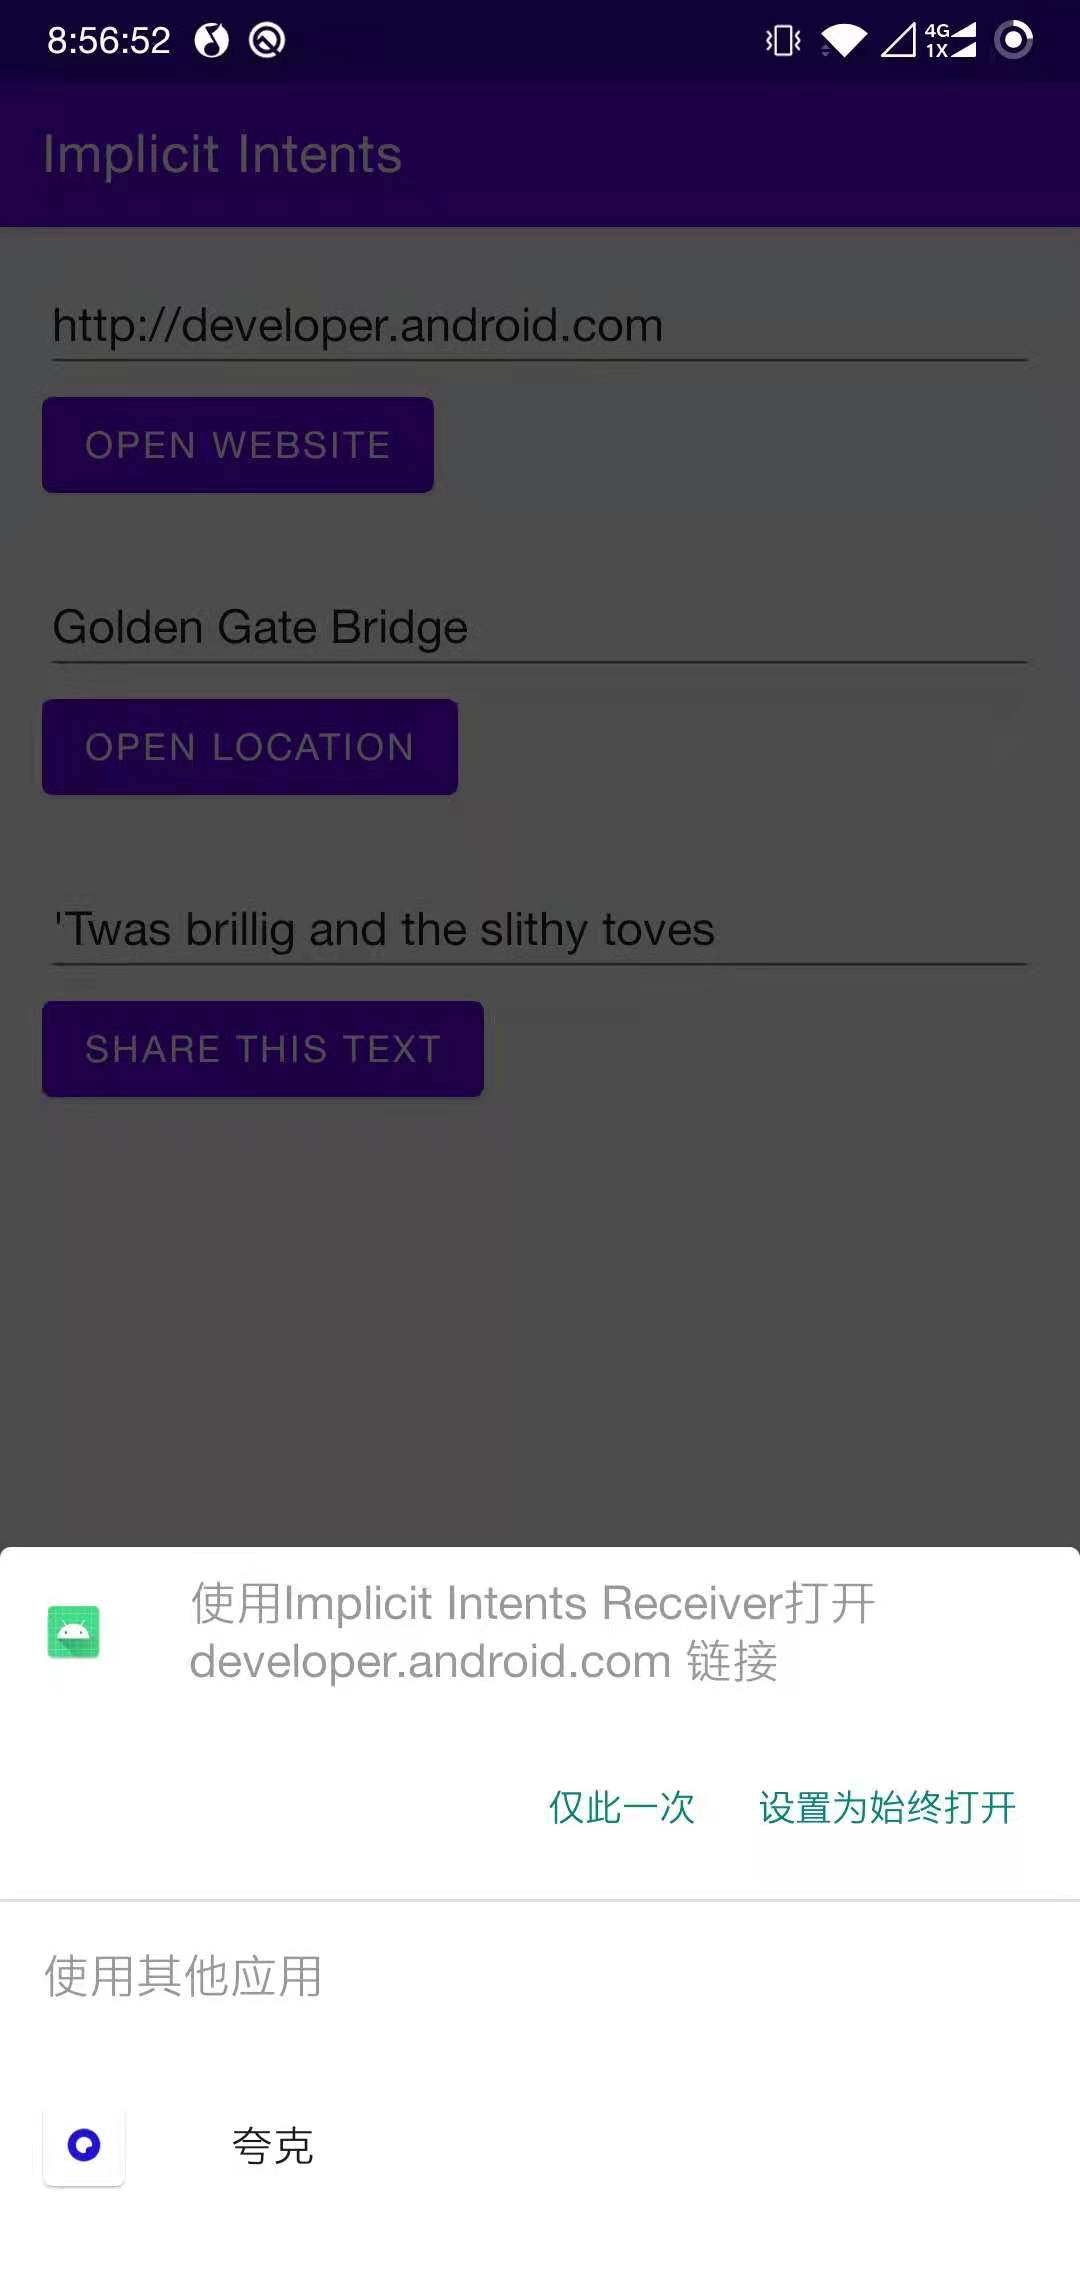 8:56:52
4G
1X
Implicit Intents
http://developer.android.com
OPEN WEBSITE
Golden Gate Bridge
OPEN LOCATION
'Twas brillig and the slithy toves
SHARE THIS TEXT
使用Implicit Intents Receiver打开
developer.android.com 链接
仅此一次 设置为始终打开
使用其他应用
夸克